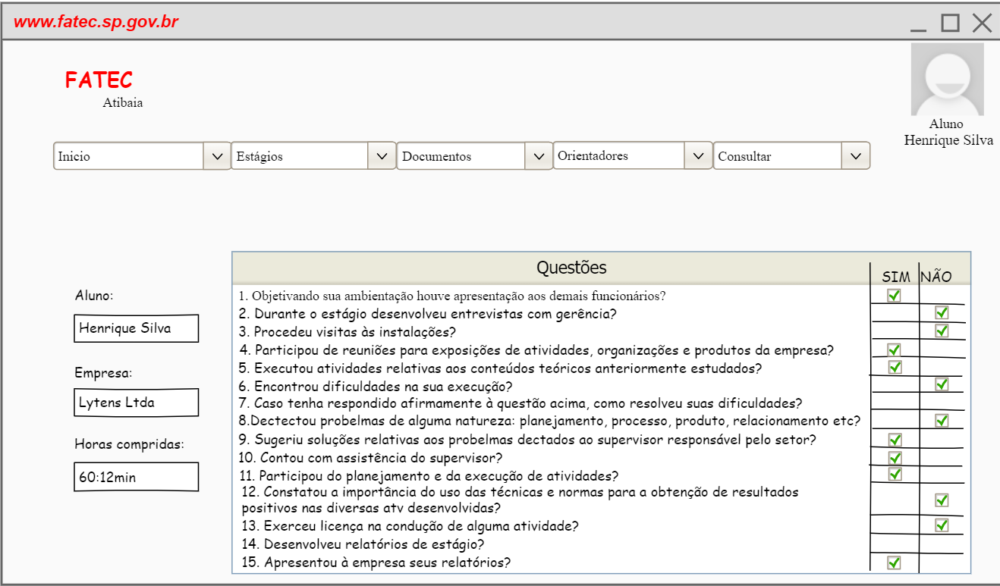 www.fatec.sp.gov.br
FATEC
Atibaia
Aluno
Henrique Silva
Inicio
Estágios
Documentos
Orientadores
Consultar
Aluno:
Henrique Silva
Empresa:
Lytens Ltda
Horas compridas:
60:12min
Questões
SIM NÃO
1. Objetivando sua ambientação houve apresentação aos demais funcionários?
2. Durante o estágio desenvolveu entrevistas com gerência?
3. Procedeu visitas às instalações?
4. Participou de reuniões para exposições de atividades, organizações e produtos da empresa?
5. Executou atividades relativas aos conteúdos teóricos anteriormente estudados?
6. Encontrou dificuldades na sua execução?
7. Caso tenha respondido afirmamente à questão acima, como resolveu suas dificuldades?
8.Dectectou probelmas de alguma natureza: planejamento, processo, produto, relacionamento etc?
9. Sugeriu soluções relativas aos probelmas dectados ao supervisor responsável pelo setor?
10. Contou com assistência do supervisor?
11. Participou do planejamento e da execução de atividades?
12. Constatou a importância do uso das técnicas e normas para a obtenção de resultados
positivos nas diversas atv desenvolvidas?
13. Exerceu licença na condução de alguma atividade?
14. Desenvolveu relatórios de estágio?
15. Apresentou à empresa seus relatórios?